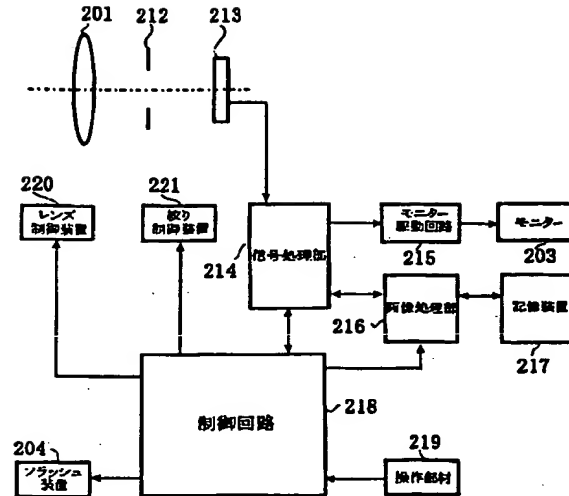 201
212
213
220
レンズ
制御装置
221
絞り
制御装置
214
信号処理部
モニター
駆動回路
215
モニター
203
216
画像処理部
記憶装置
217
制御回路
218
204
フラッシュ
装置
219
操作部材